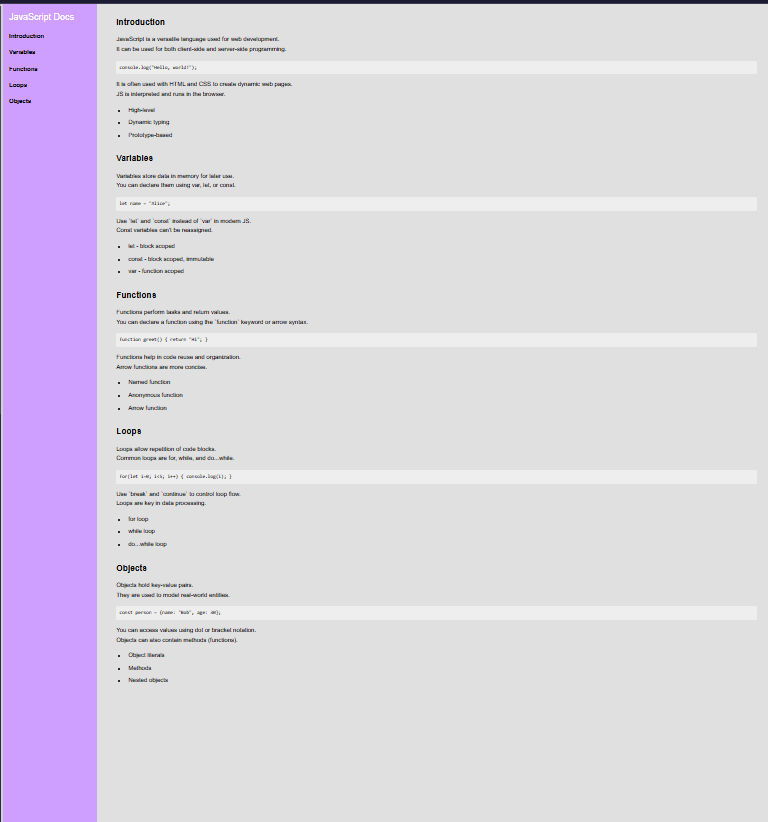 JavaScript Docs
Introduction
Variables
Functions
Loops
Objects
Introduction
JavaScript is a versatile language used for web development.
It can be used for both client-side and server-side programming.
console.log("Hello, world!");
It is often used with HTML and CSS to create dynamic web pages.
JS is interpreted and runs in the browser.
High-level
Dynamic typing
Prototype-based
Variables
Variables store data in memory for later use.
You can declare them using var, let, or const.
let name = "Alice";
Use `let` and `const` instead of `var` in modern JS.
Const variables can't be reassigned.
let - block scoped
const - block scoped, immutable
var - function scoped
Functions
Functions perform tasks and return values.
You can declare a function using the `function` keyword or arrow syntax.
function greet() { return "Hi"; }
Functions help in code reuse and organization.
Arrow functions are more concise.
Named function
Anonymous function
Arrow function
Loops
Loops allow repetition of code blocks.
Common loops are for, while, and do...while.
for(let i=0; i<5; i++) { console.log(i); }
Use `break` and `continue` to control loop flow.
Loops are key in data processing.
for loop
while loop
do...while loop
Objects
Objects hold key-value pairs.
They are used to model real-world entities.
const person = {name: "Bob", age: 30};
You can access values using dot or bracket notation.
Objects can also contain methods (functions).
Object literals
Methods
Nested objects